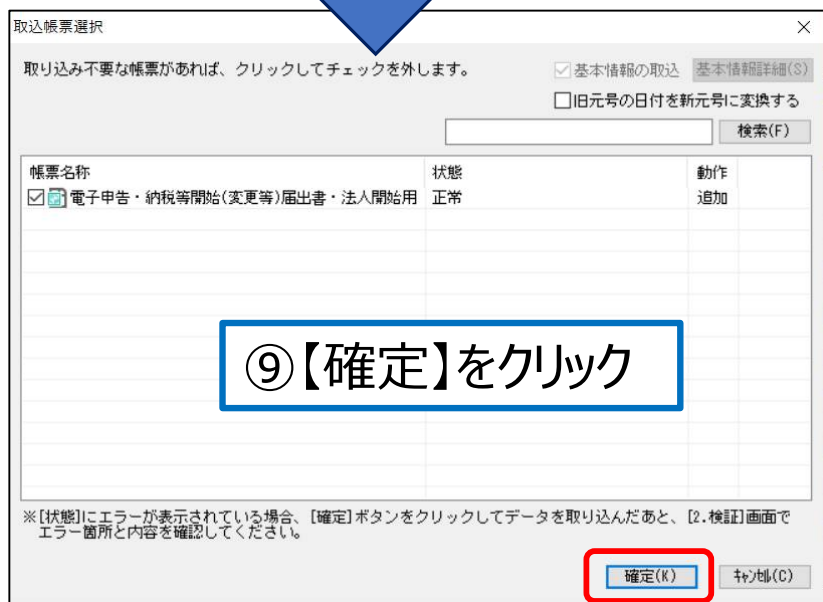 取込帳票選択
取り込み不要な帳票があれば、クリックしてチェックを外します。
基本情報の取込 基本情報詳細(S)
旧元号の日付を新元号に変換する
検索(F)
帳票名称 状態 動作
電子申告・納税等開始(変更等)届出書・法人開始用 正常 追加
⑨【確定】をクリック
※[状態]にエラーが表示されている場合、[確定]ボタンをクリックしてデータを取り込んだあと、[2.検証]画面で
エラー箇所と内容を確認してください。
確定(K) キャンセル(C)